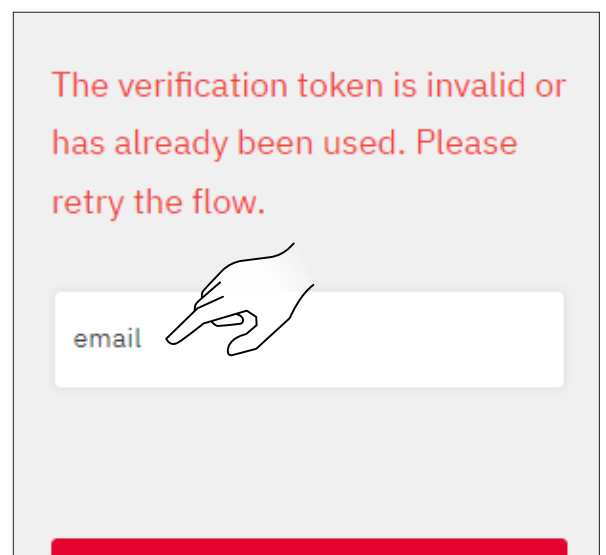 The verification token is invalid or
has already been used. Please
retry the flow.
email